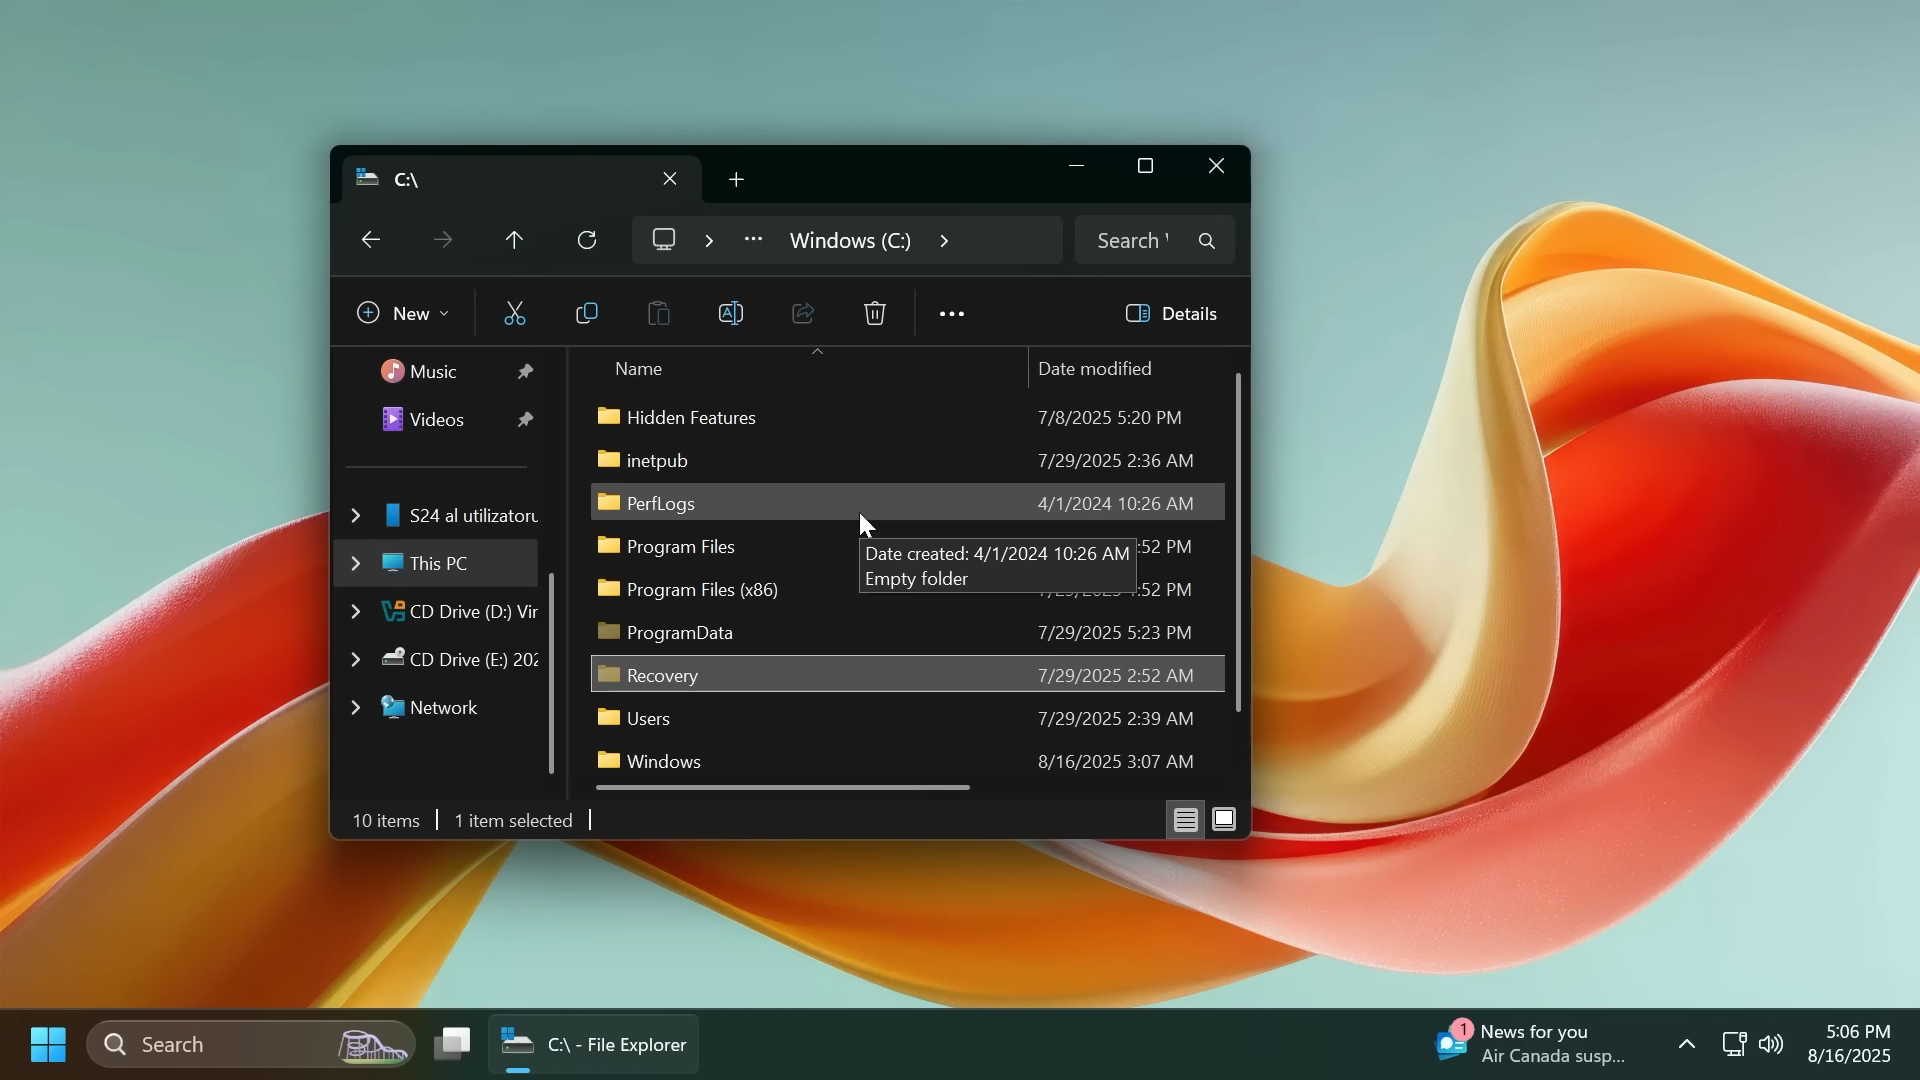 C:\
Windows (C:)
Search
New
Details
Music
Videos
S24 al utilizatoru
This PC
CD Drive (D:) Vir
CD Drive (E:) 202
Network
Name Date modified
Hidden Features 7/8/2025 5:20 PM
inetpub 7/29/2025 2:36 AM
PerfLogs 4/1/2024 10:26 AM
Program Files :52 PM
Date created: 4/1/2024 10:26 AM
Empty folder
Program Files (x86) :52 PM
ProgramData 7/29/2025 5:23 PM
Recovery 7/29/2025 2:52 AM
Users 7/29/2025 2:39 AM
Windows 8/16/2025 3:07 AM
10 items 1 item selected
Search
C:\ - File Explorer
1
News for you
Air Canada susp...
5:06 PM
8/16/2025